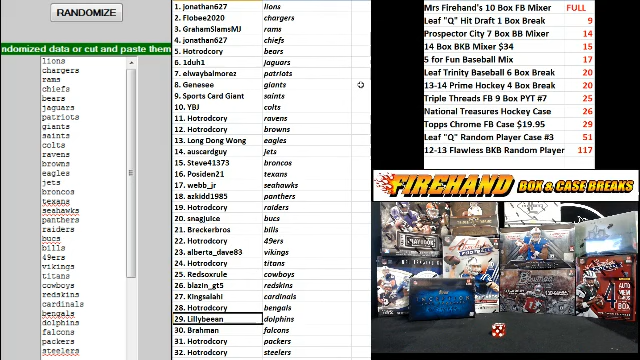 RANDOMIZE
ndomized data or cut and paste them
lions
chargers
rams
chiefs
bears
jaguars
patriots
giants
saints
colts
ravens
browns
eagles
jets
broncos
texans
seahawks
panthers
raiders
bucs
bills
49ers
vikings
titans
cowboys
redskins
cardinals
bengals
dolphins
falcons
packers
steelers
1. jonathan627 lions
2. Flobee2020 chargers
3. GrahamSlamsMJ rams
4. jonathan627 chiefs
5. Hotrodcory bears
6. 1duh1 jaguars
7. elwaybalmorez patriots
8. Genesee giants
9. Sports Card Giant saints
10. YBJ colts
11. Hotrodcory ravens
12. Hotrodcory browns
13. Long Dong Wong eagles
14. auscardguy jets
15. Steve41373 broncos
16. Posiden21 texans
17. webb_jr seahawks
18. azkidd1985 panthers
19. Hotrodcory raiders
20. snagjuice bucs
21. Breckerbros bills
22. Hotrodcory 49ers
23. alberta_dave83 vikings
24. Hotrodcory titans
25. Redsoxrule cowboys
26. blazin_gt5 redskins
27. Kingsalahi cardinals
28. Hotrodcory bengals
29. Lillybeean dolphins
30. Brahman falcons
31. Hotrodcory packers
32. Hotrodcory steelers
Mrs Firehand's 10 Box FB Mixer FULL
Leaf "Q" Hit Draft 1 Box Break 9
Prospector City 7 Box BB Mixer 14
14 Box BKB Mixer $34 15
5 for Fun Baseball Mix 17
Leaf Trinity Baseball 6 Box Break 20
13-14 Prime Hockey 4 Box Break 20
Triple Threads FB 9 Box PYT #7 25
National Treasures Hockey Case 26
Topps Chrome FB Case $19.95 29
Leaf "Q" Random Player Case #3 51
12-13 Flawless BKB Random Player 117
FIREHAND BOX & CASE BREAKS